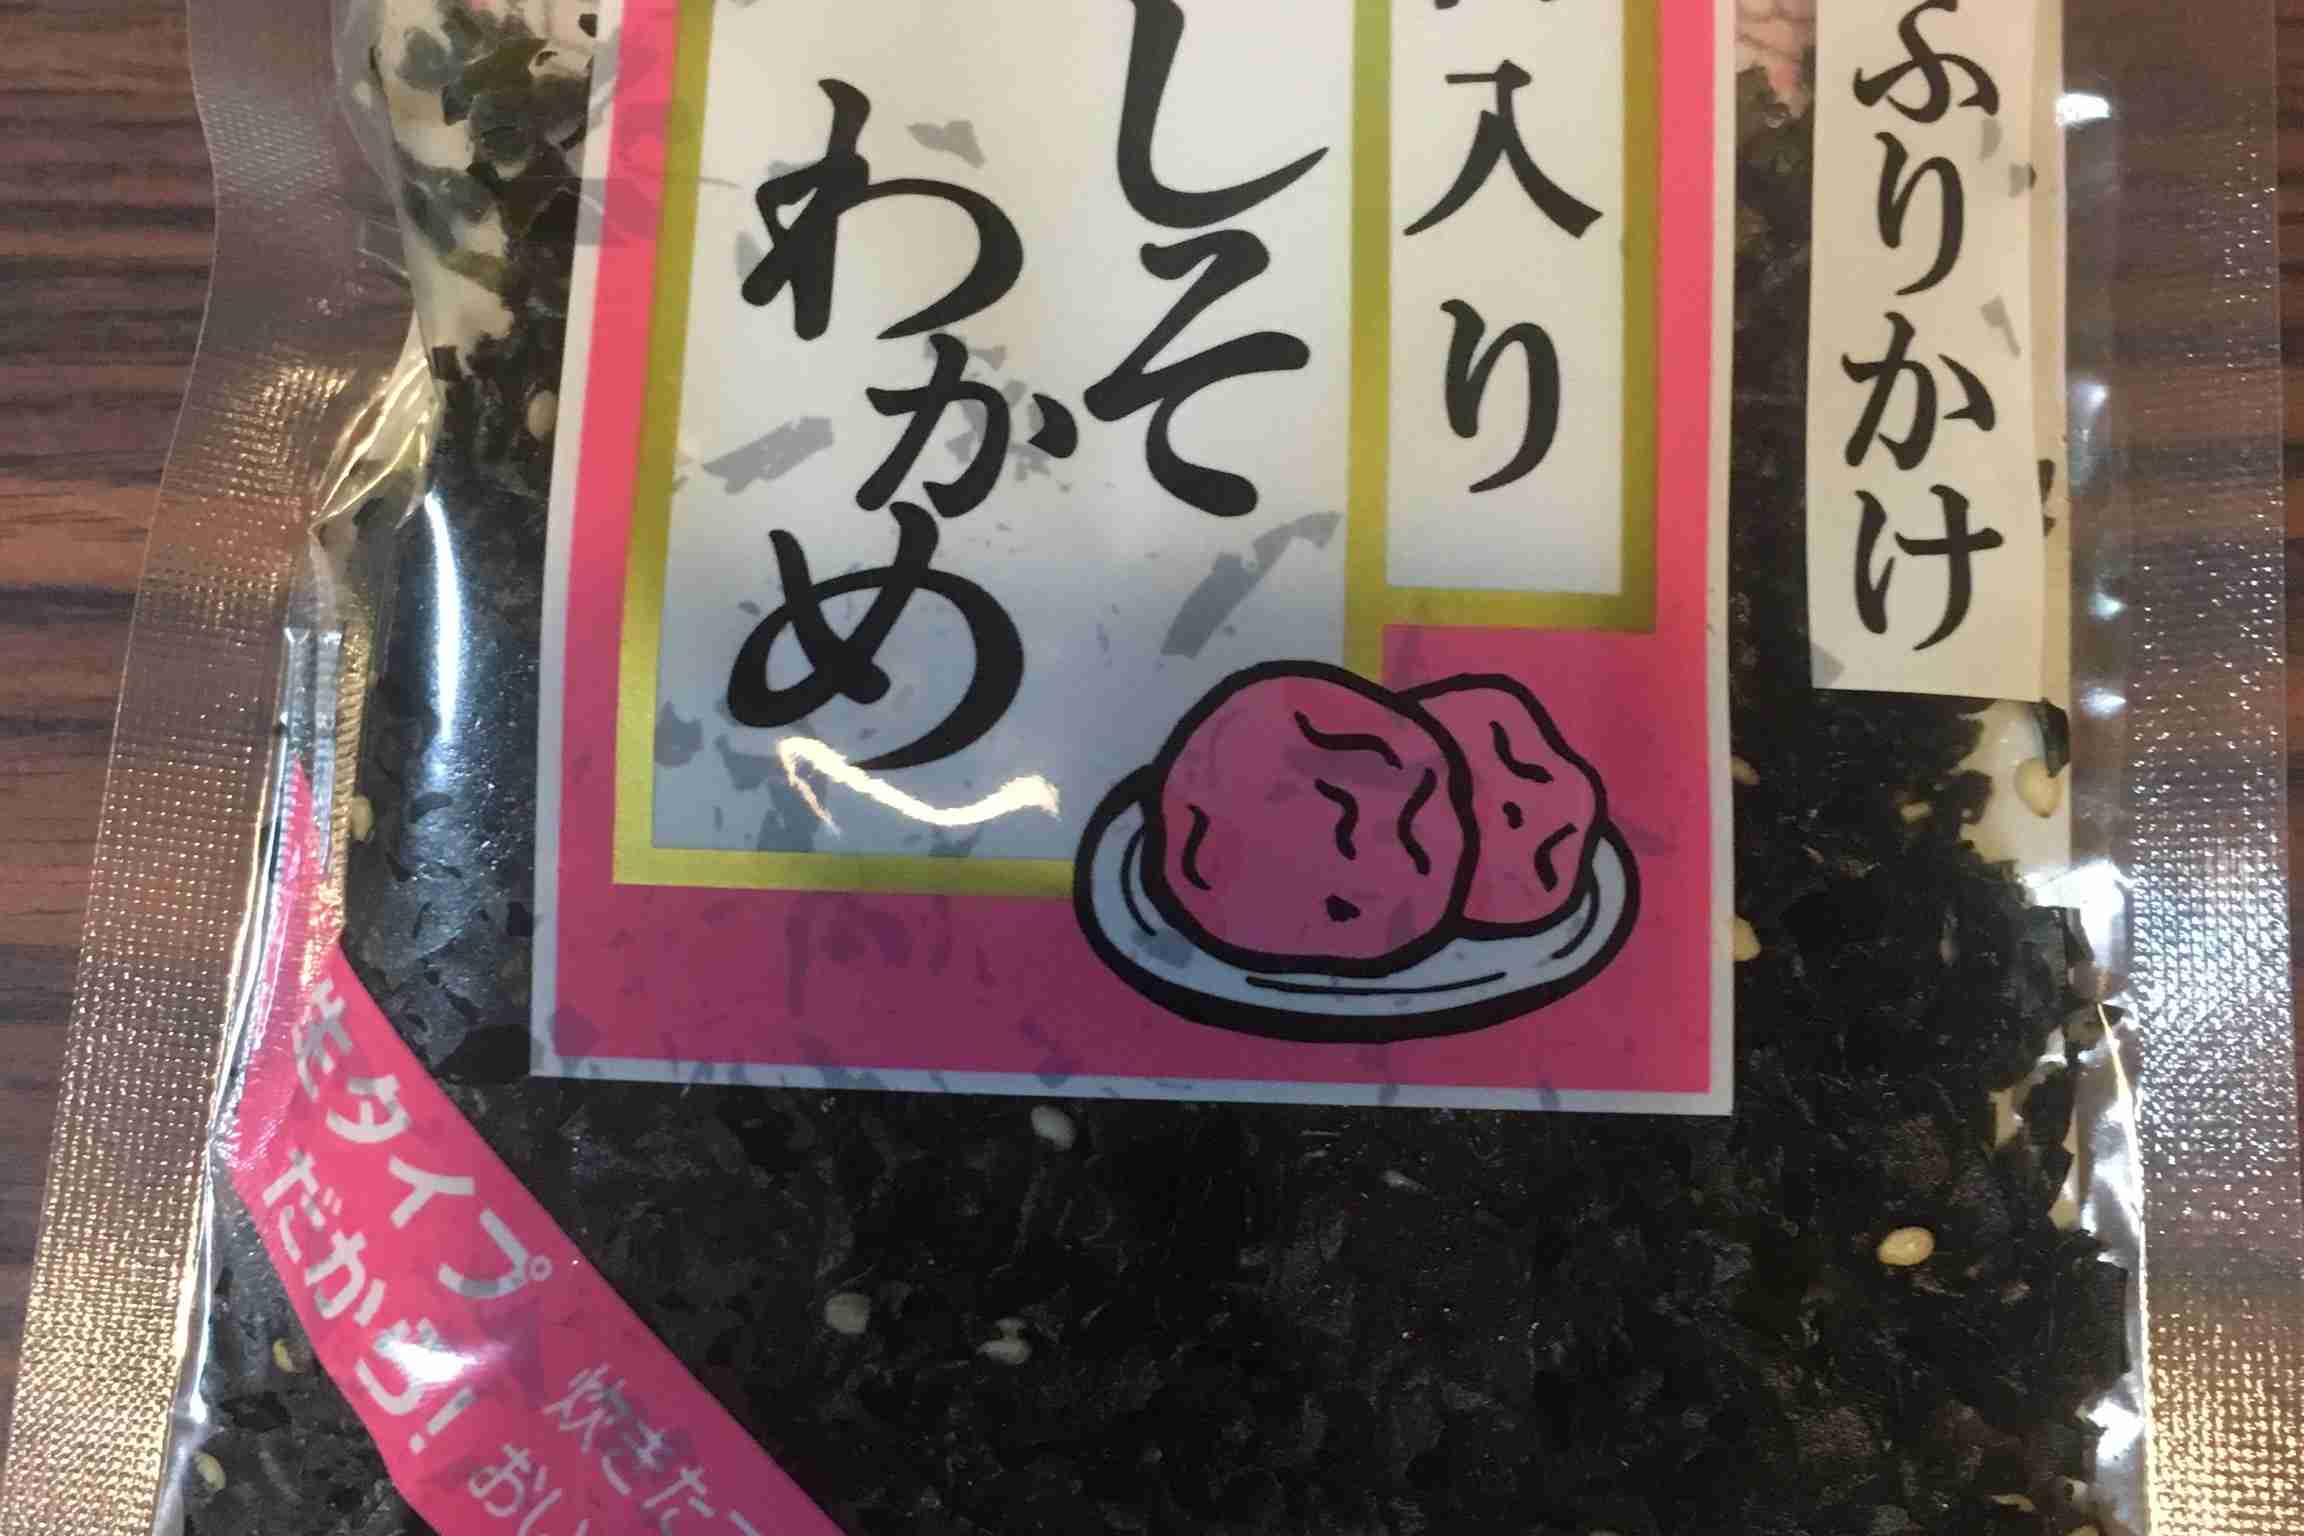 ふりかけ
入り
しそ
わかめ
生タイプ
だから!
炊きた
おい